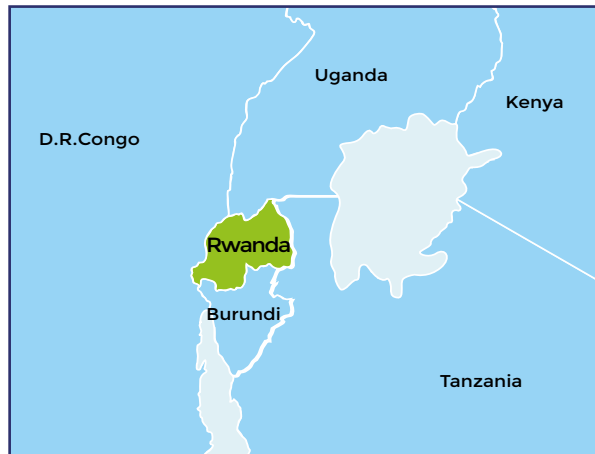 Uganda
Kenya
D.R.Congo
Rwanda
Burundi
Tanzania